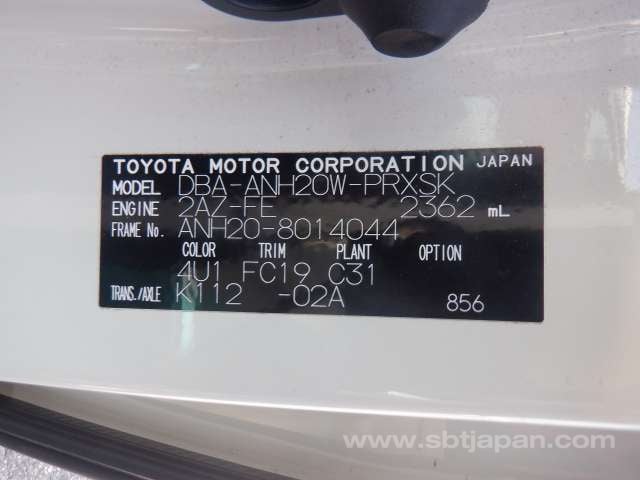 TOYOTA MOTOR CORPORATION JAPAN
MODEL DBA-ANH20W-PRXSK
ENGINE 2AZ-FE 2362 mL
FRAME No. ANH20-8014044
COLOR TRIM PLANT OPTION
4U1 FC19 C31
TRANS./AXLE K112 -02A 856
www.sbtjapan.com